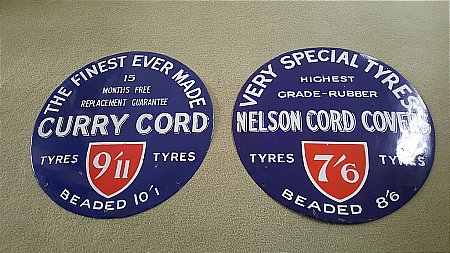 THE FINEST EVER MADE
15
MONTHS FREE
REPLACEMENT GUARANTEE
CURRY CORD
TYRES 9'11 TYRES
BEADED 10'1
VERY SPECIAL TYRES
HIGHEST
GRADE-RUBBER
NELSON CORD COVERS
TYRES 7'6 TYRES
BEADED 8'6